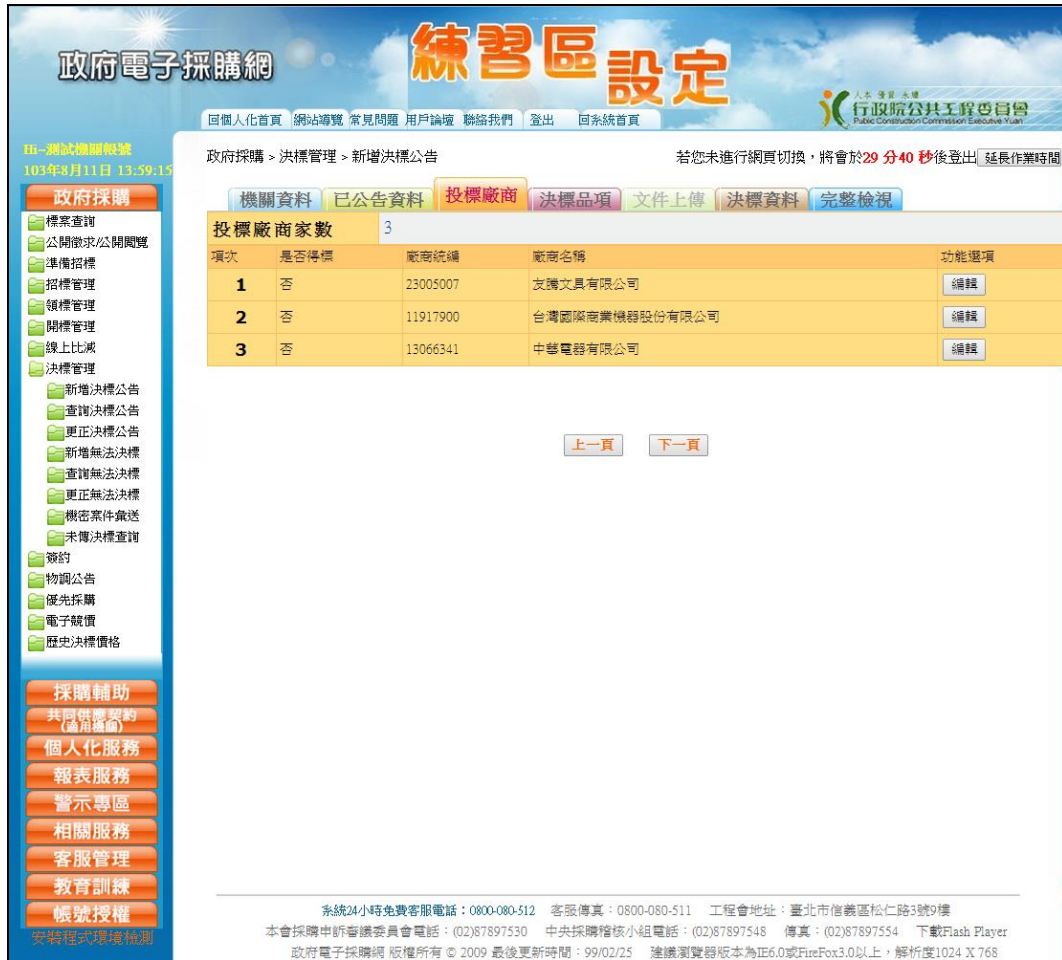 政府電子採購網
練習區設定
人本 優質 永續
行政院公共工程委員會
Public Construction Commission Executive Yuan
回個人化首頁 網站導覽 常見問題 用戶論壇 聯絡我們 登出 回系統首頁
Hi~測試機關帳號
103年8月11日 13:59:15
政府採購 > 決標管理 > 新增決標公告
若您未進行網頁切換，將會於29 分40 秒後登出 延長作業時間
政府採購
標案查詢
公開徵求/公開閱覽
準備招標
招標管理
領標管理
開標管理
線上比減
決標管理
新增決標公告
查詢決標公告
更正決標公告
新增無法決標
查詢無法決標
更正無法決標
機密案件彙送
未傳決標查詢
簽約
物調公告
優先採購
電子競價
歷史決標價格
採購輔助
共同供應契約
(適用機關)
個人化服務
報表服務
警示專區
相關服務
客服管理
教育訓練
帳號授權
安裝程式環境檢測
機關資料 已公告資料 投標廠商 決標品項 文件上傳 決標資料 完整檢視
投標廠商家數 3
項次 是否得標 廠商統編 廠商名稱 功能選項
1 否 23005007 友騰文具有限公司 編輯
2 否 11917900 台灣國際商業機器股份有限公司 編輯
3 否 13066341 中華電器有限公司 編輯
上一頁 下一頁
系統24小時免費客服電話：0800-080-512 客服傳真：0800-080-511 工程會地址：臺北市信義區松仁路3號9樓
本會採購申訴審議委員會電話：(02)87897530 中央採購稽核小組電話：(02)87897548 傳真：(02)87897554 下載Flash Player
政府電子採購網 版權所有 © 2009 最後更新時間：99/02/25 建議瀏覽器版本為IE6.0或FireFox3.0以上，解析度1024 X 768